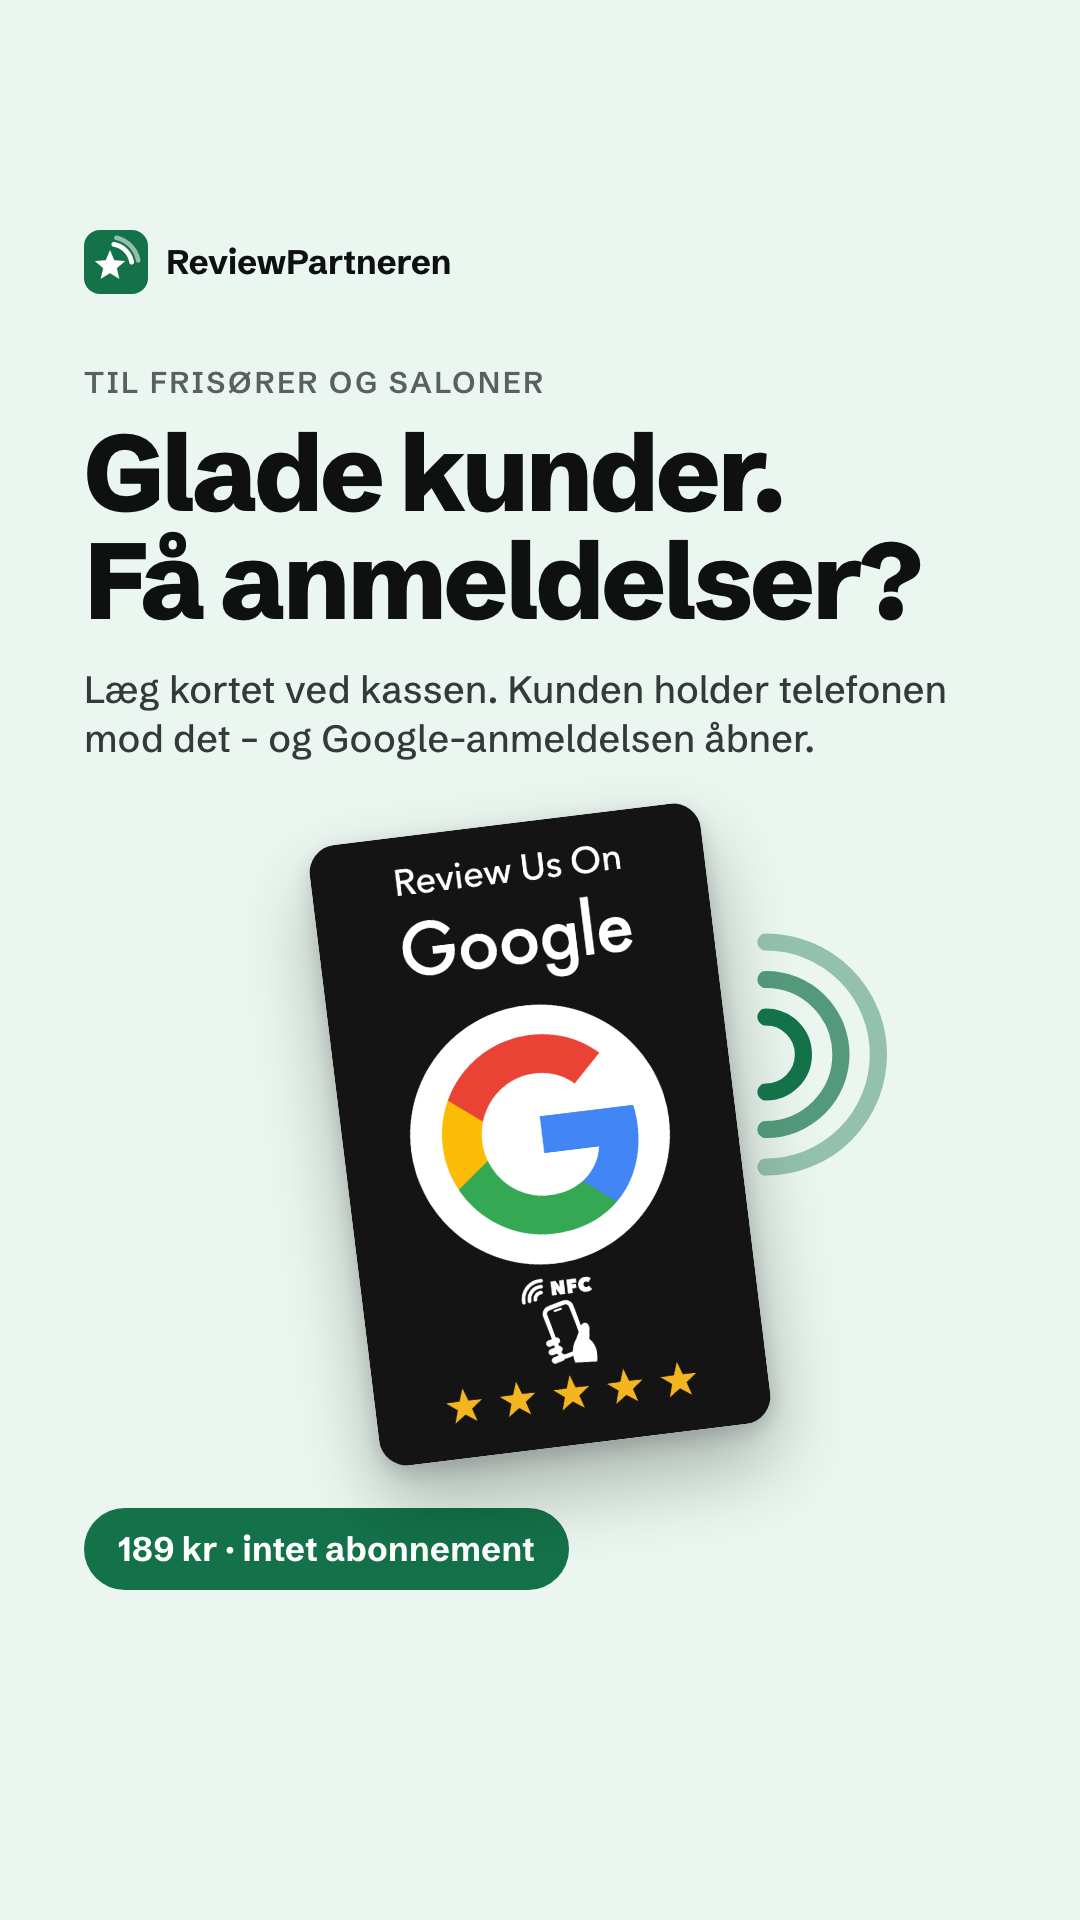 ReviewPartneren
TIL FRISØRER OG SALONER
Glade kunder.
Få anmeldelser?
Læg kortet ved kassen. Kunden holder telefonen
mod det – og Google-anmeldelsen åbner.
Review Us On
Google
NFC
189 kr · intet abonnement